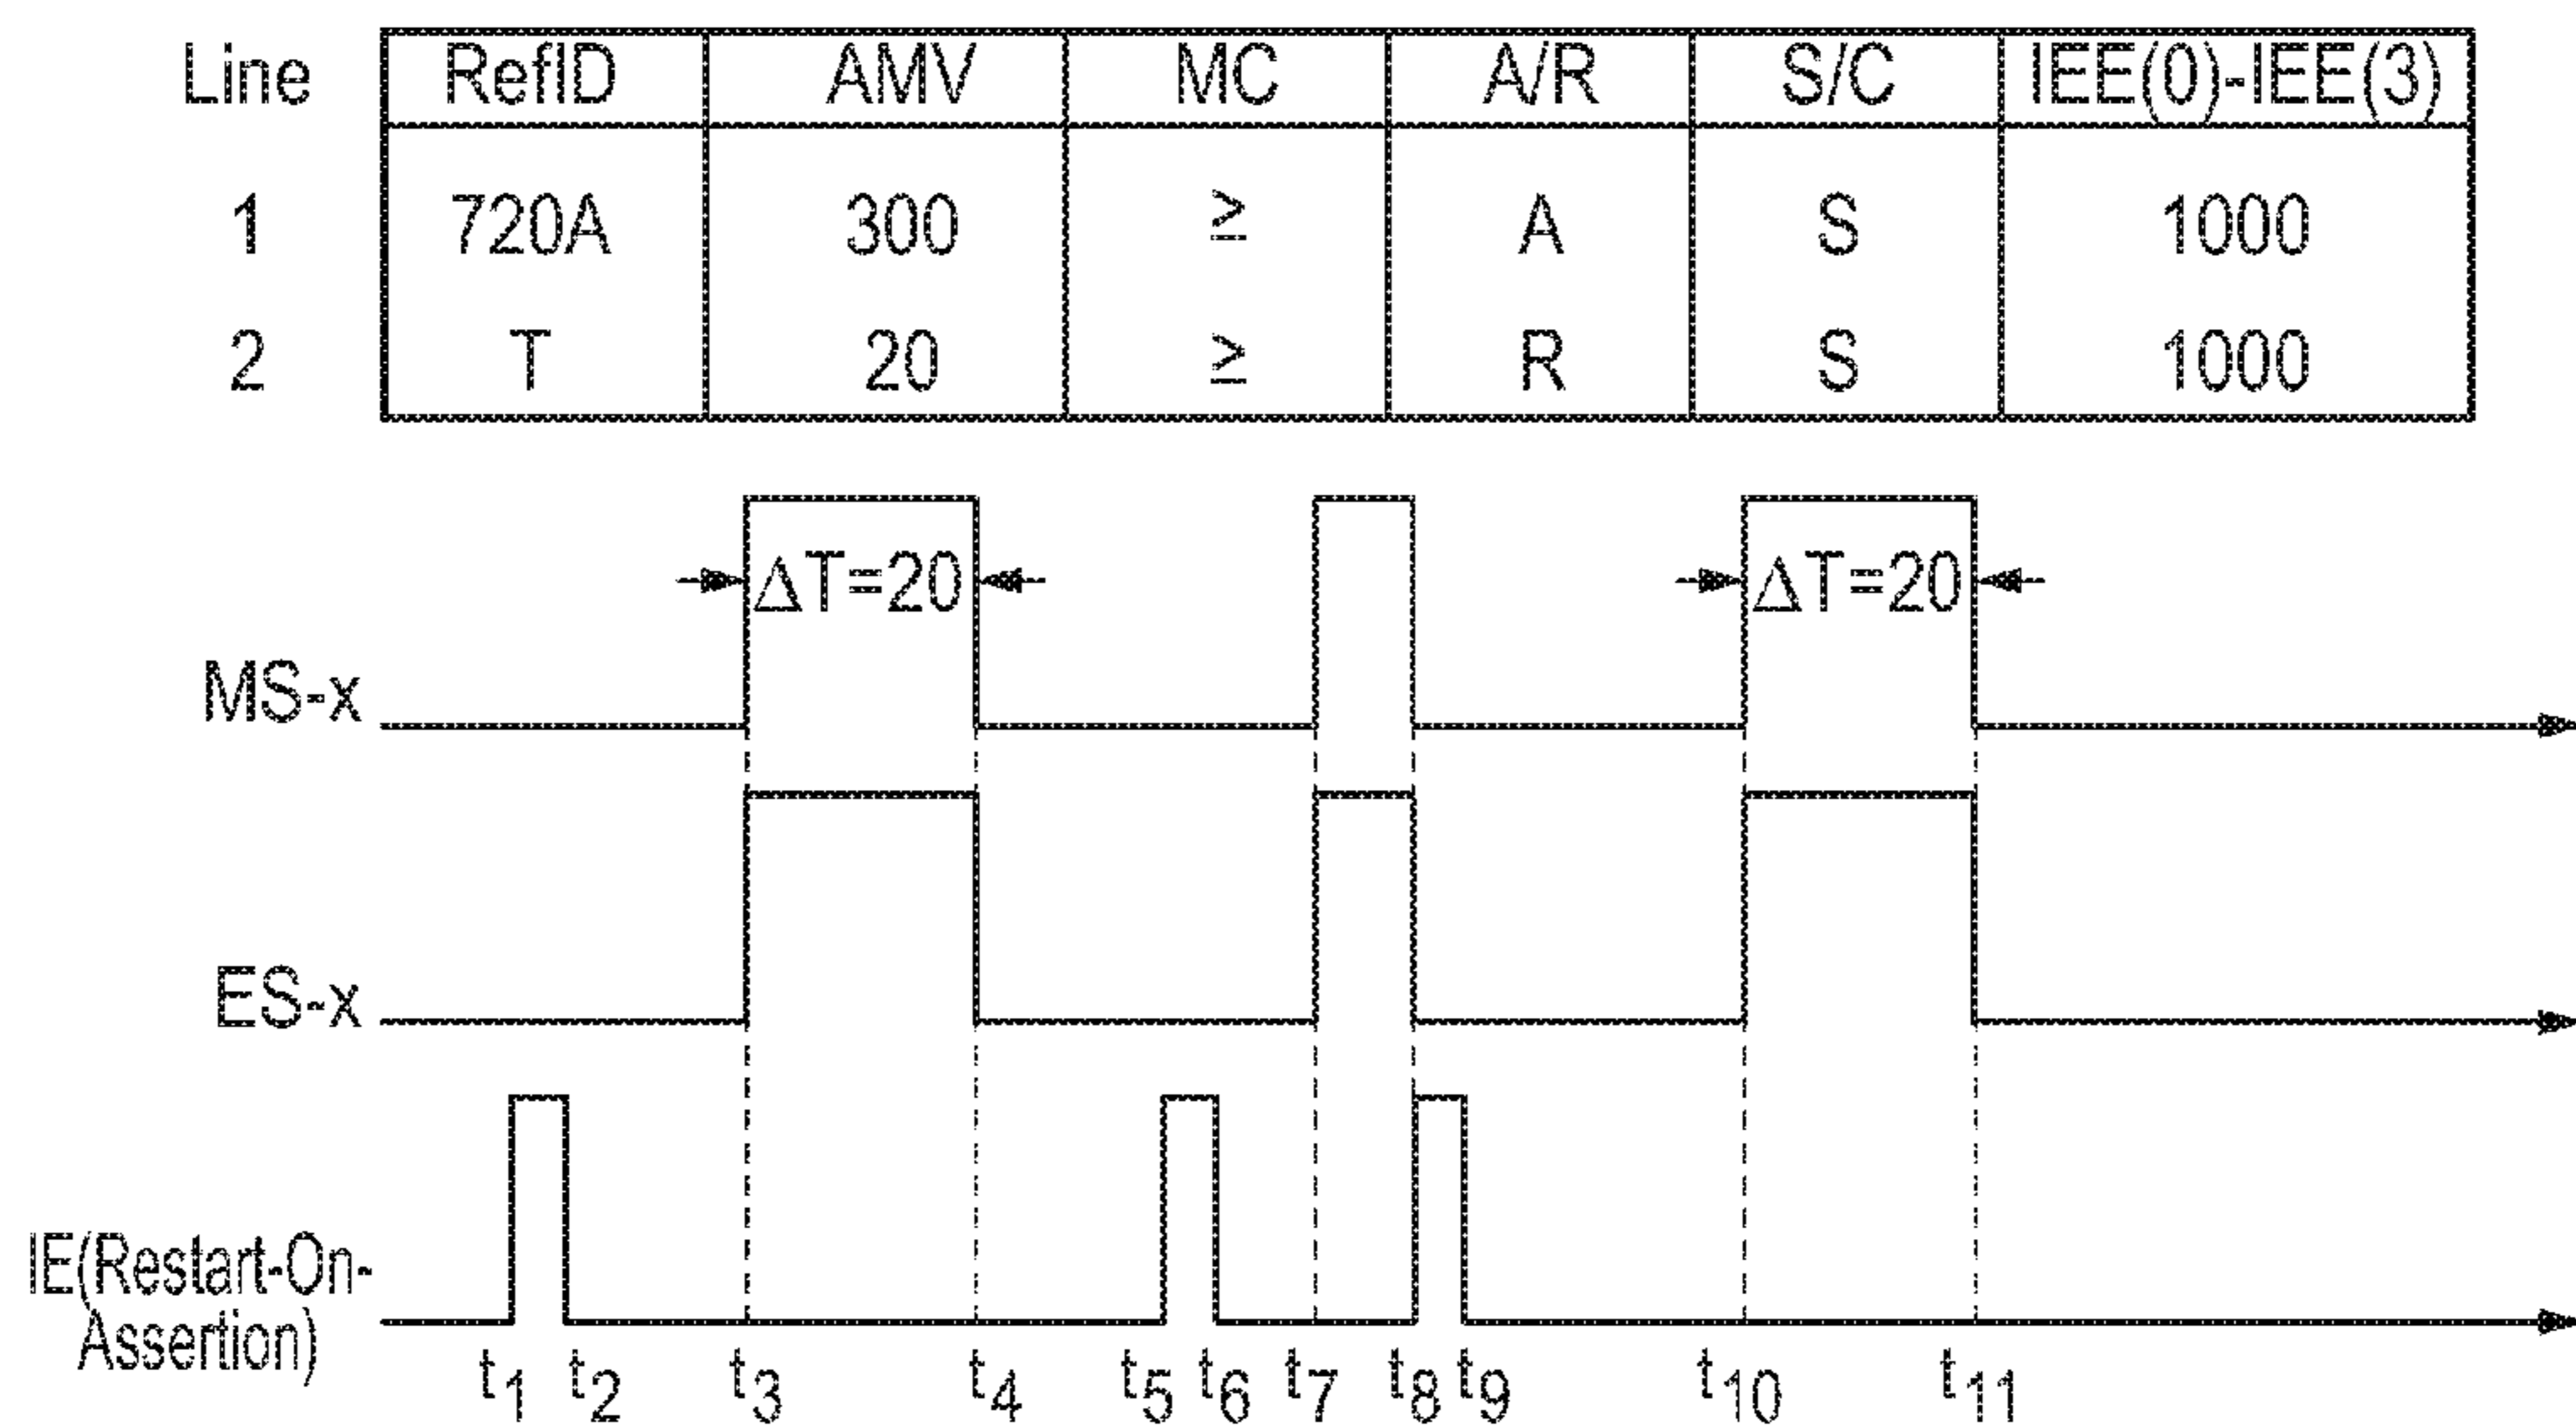 Line RefID AMV MC A/R S/C IEE(0)-IEE(3)
1 720A 300 ≥ A S 1000
2 T 20 ≥ R S 1000
ΔT=20 ΔT=20
MS-x
ES-x
IE(Restart-On-
Assertion)
t1 t2 t3 t4 t5 t6 t7 t8 t9 t10 t11